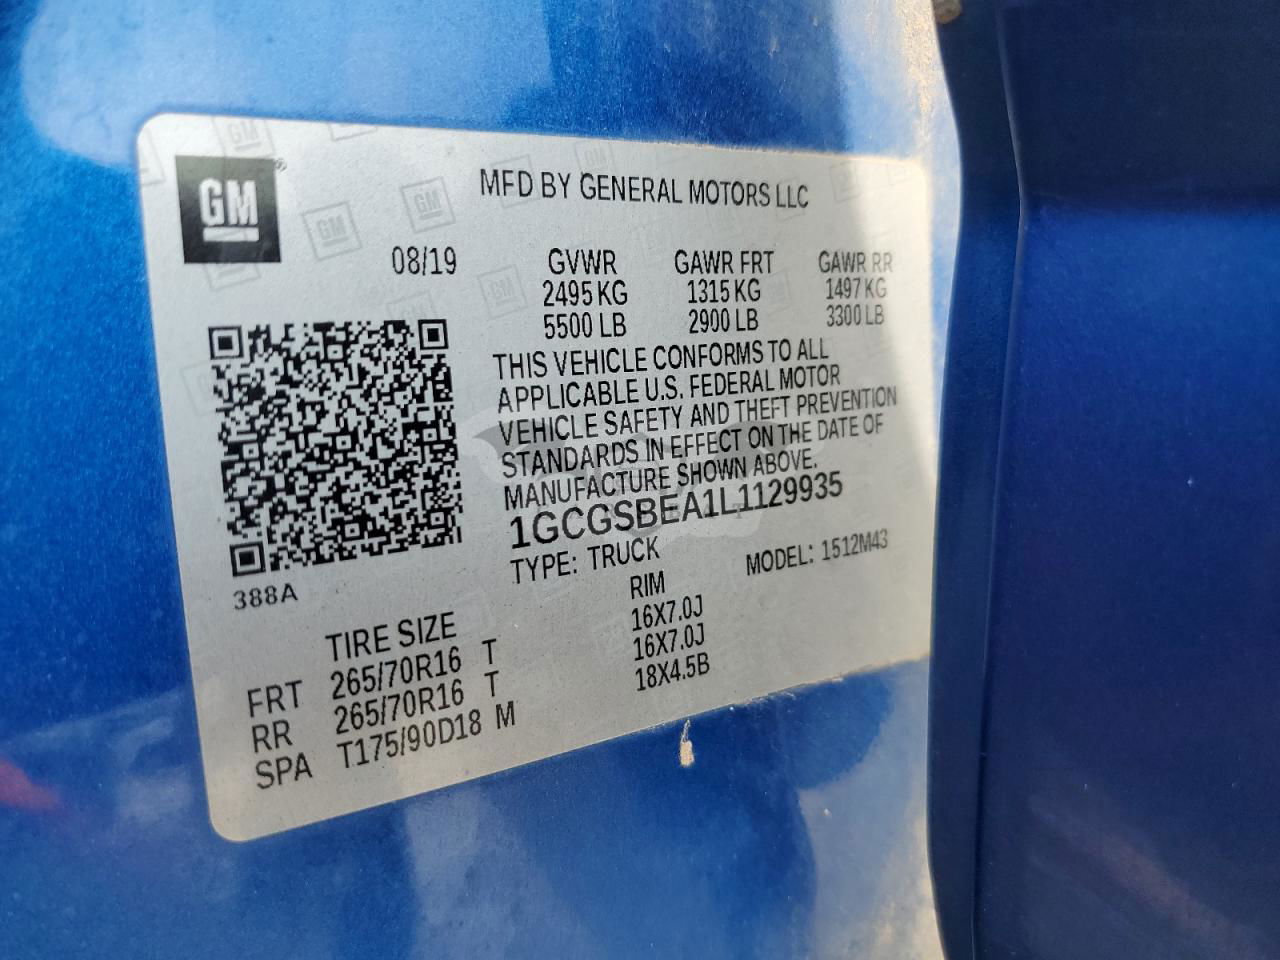 GM
MFD BY GENERAL MOTORS LLC
08/19 GVWR GAWR FRT GAWR RR
2495 KG 1315 KG 1497 KG
5500 LB 2900 LB 3300 LB
THIS VEHICLE CONFORMS TO ALL
APPLICABLE U.S. FEDERAL MOTOR
VEHICLE SAFETY AND THEFT PREVENTION
STANDARDS IN EFFECT ON THE DATE OF
MANUFACTURE SHOWN ABOVE.
1GCGSBEA1L1129935
TYPE: TRUCK MODEL: 1512M43
388A
TIRE SIZE RIM
FRT 265/70R16 T 16X7.0J
RR 265/70R16 T 16X7.0J
SPA T175/90D18 M 18X4.5B